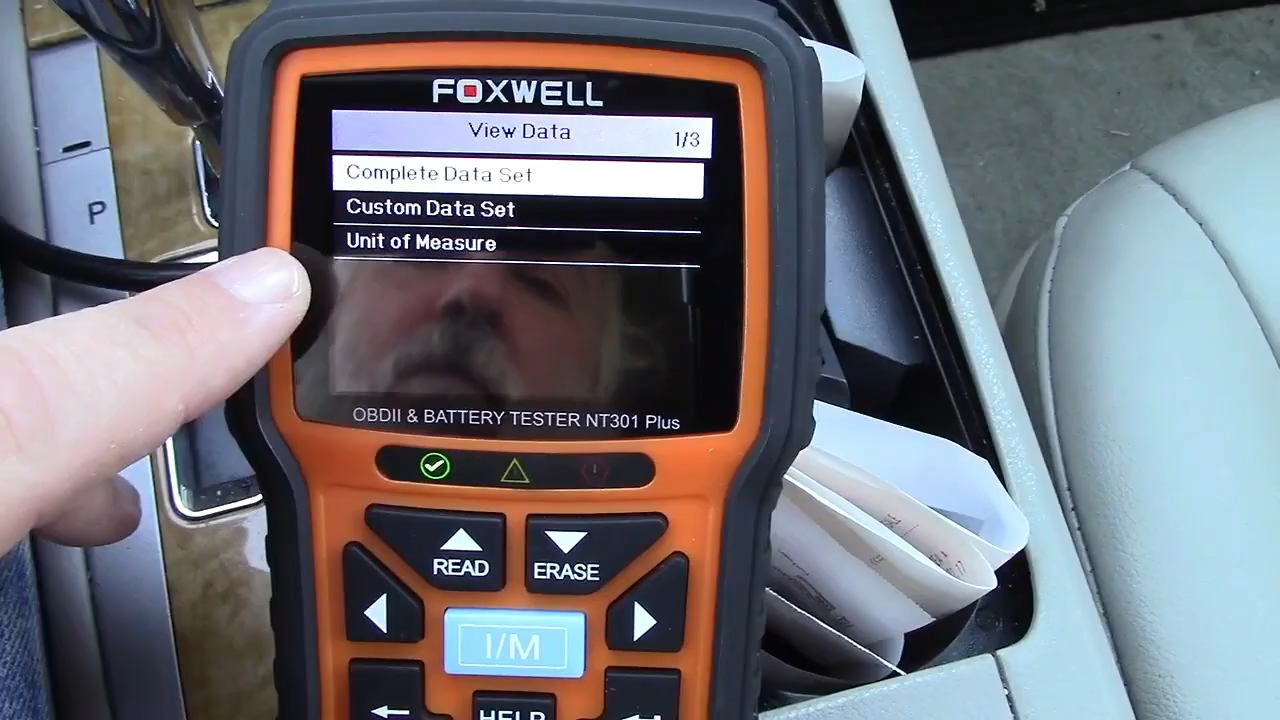 FOXWELL
View Data 1/3
Complete Data Set
Custom Data Set
Unit of Measure
P
OBDII & BATTERY TESTER NT301 Plus
READ
ERASE
I/M
HELP